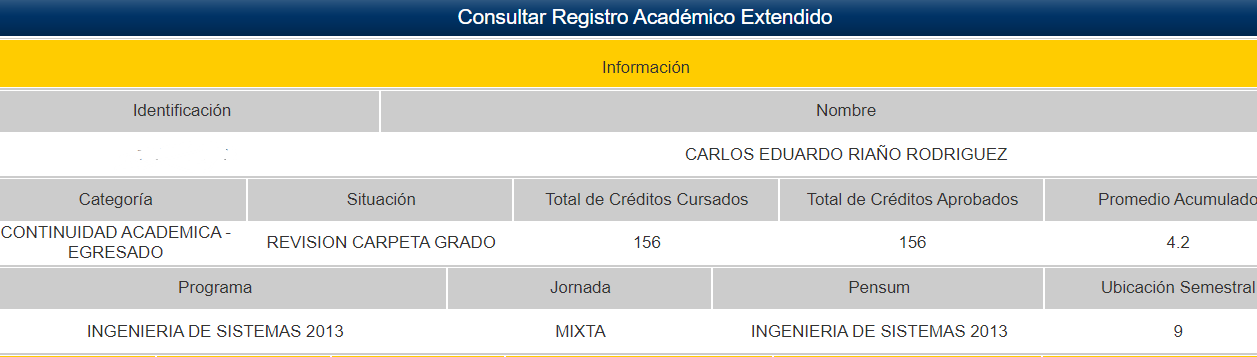 Consultar Registro Académico Extendido
Información
Identificación Nombre
CARLOS EDUARDO RIAÑO RODRIGUEZ
Categoría Situación Total de Créditos Cursados Total de Créditos Aprobados Promedio Acumulado
CONTINUIDAD ACADEMICA -
EGRESADO REVISION CARPETA GRADO 156 156 4.2
Programa Jornada Pensum Ubicación Semestral
INGENIERIA DE SISTEMAS 2013 MIXTA INGENIERIA DE SISTEMAS 2013 9